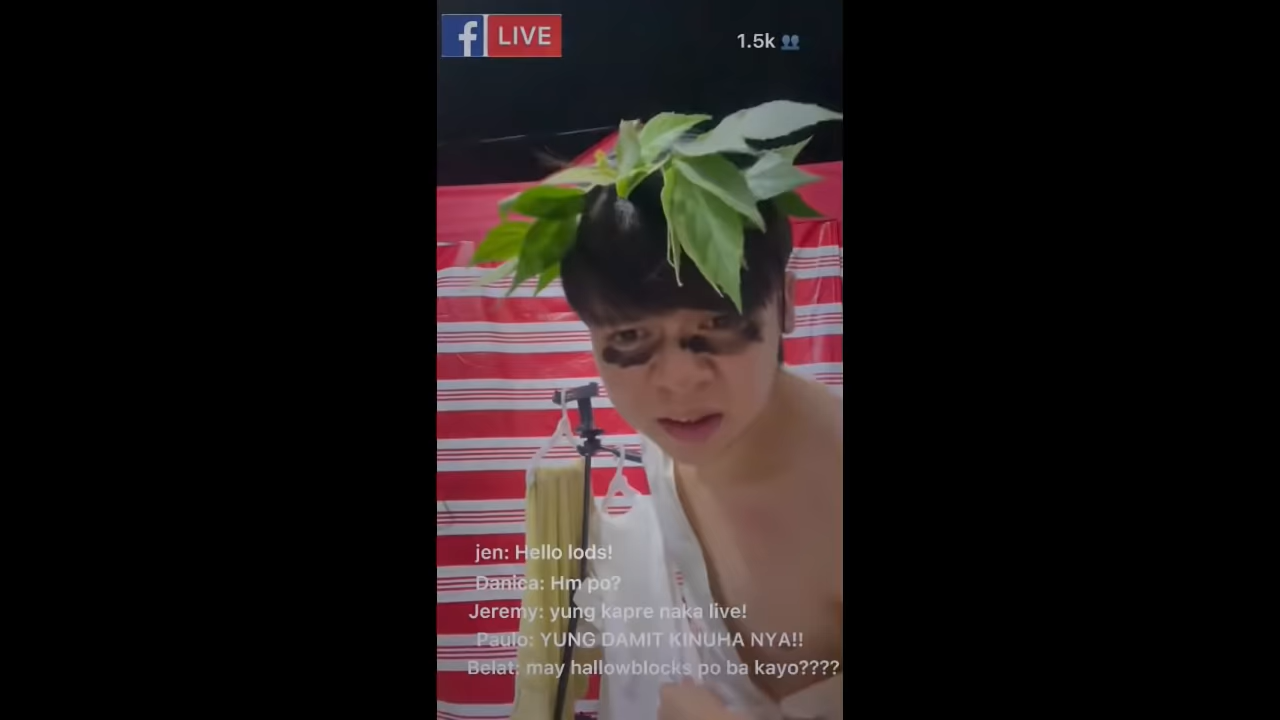 f LIVE
1.5k
jen: Hello lods!
Danica: Hm po?
Jeremy: yung kapre naka live!
Paulo: YUNG DAMIT KINUHA NYA!!
Belat: may hallowblocks po ba kayo????